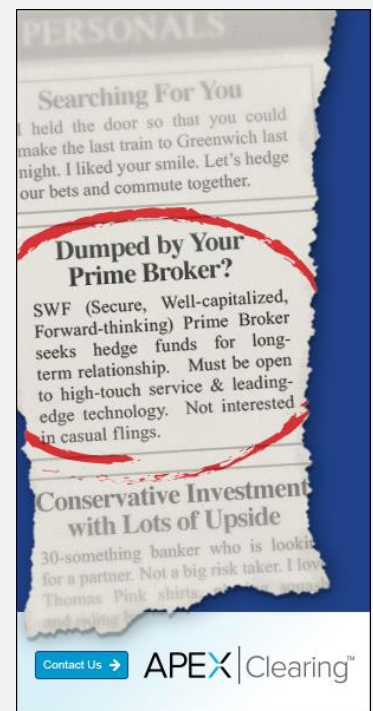 PERSONALS
Searching For You
I held the door so that you could
make the last train to Greenwich last
night. I liked your smile. Let's hedge
our bets and commute together.
Dumped by Your
Prime Broker?
SWF (Secure, Well-capitalized,
Forward-thinking) Prime Broker
seeks hedge funds for long-
term relationship. Must be open
to high-touch service & leading-
edge technology. Not interested
in casual flings.
Conservative Investment
with Lots of Upside
30-something banker who is looki
for a partner. Not a big risk taker. I lov
Thomas Pink shirts,
and riding
Contact Us
APEX Clearing™